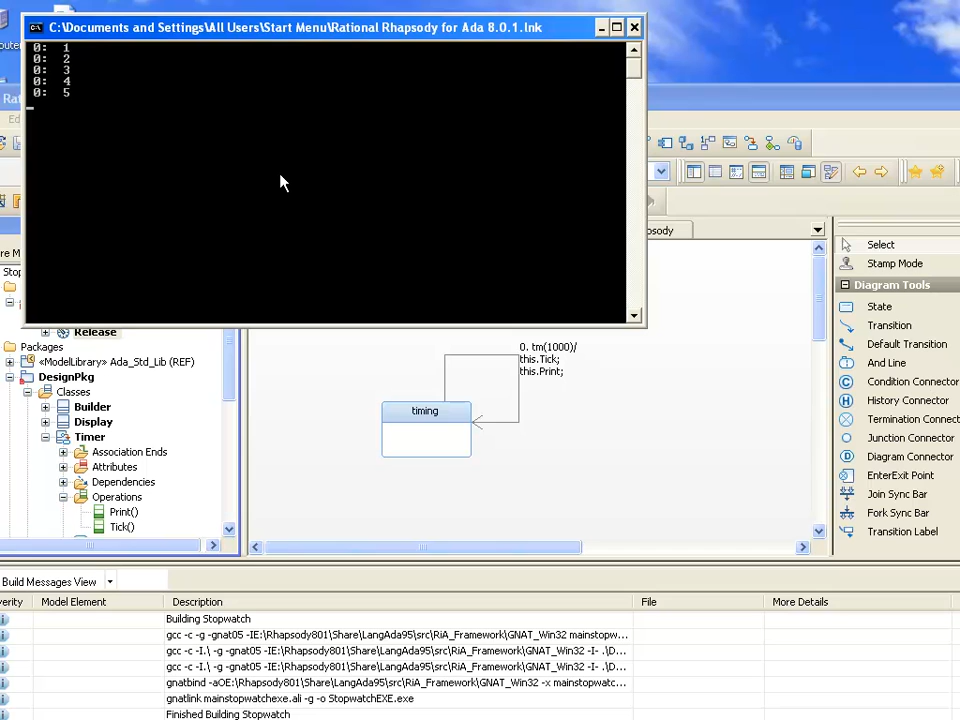 C:\Documents and Settings\All Users\Start Menu\Rational Rhapsody for Ada 8.0.1.lnk
0: 1
0: 2
0: 3
0: 4
0: 5
Select
Stamp Mode
Diagram Tools
State
Transition
Default Transition
And Line
Condition Connector
History Connector
Termination Connect
Junction Connector
Diagram Connector
EnterExit Point
Join Sync Bar
Fork Sync Bar
Transition Label
Release
Packages
«ModelLibrary» Ada_Std_Lib (REF)
DesignPkg
Classes
Builder
Display
Timer
Association Ends
Attributes
Dependencies
Operations
Print()
Tick()
0. tm(1000)/
this.Tick;
this.Print;
timing
Build Messages View
erity Model Element Description File More Details
Building Stopwatch
gcc -c -g -gnat05 -IE:\Rhapsody801\Share\LangAda95\src\RiA_Framework\GNAT_Win32 mainstopw...
gcc -c -I.\ -g -gnat05 -IE:\Rhapsody801\Share\LangAda95\src\RiA_Framework\GNAT_Win32 -I- .\D...
gcc -c -I.\ -g -gnat05 -IE:\Rhapsody801\Share\LangAda95\src\RiA_Framework\GNAT_Win32 -I- .\D...
gnatbind -aOE:\Rhapsody801\Share\LangAda95\src\RiA_Framework\GNAT_Win32 -x mainstopwatc...
gnatlink mainstopwatchexe.ali -g -o StopwatchEXE.exe
Finished Building Stopwatch